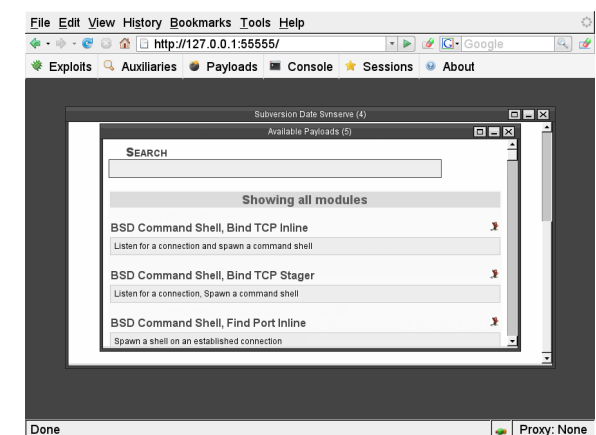 File Edit View History Bookmarks Tools Help
http://127.0.0.1:55555/ Google
Exploits Auxiliaries Payloads Console Sessions About
Subversion Date Svnserve (4)
Available Payloads (5)
SEARCH
Showing all modules
BSD Command Shell, Bind TCP Inline
Listen for a connection and spawn a command shell
BSD Command Shell, Bind TCP Stager
Listen for a connection, Spawn a command shell
BSD Command Shell, Find Port Inline
Spawn a shell on an established connection
Done Proxy: None